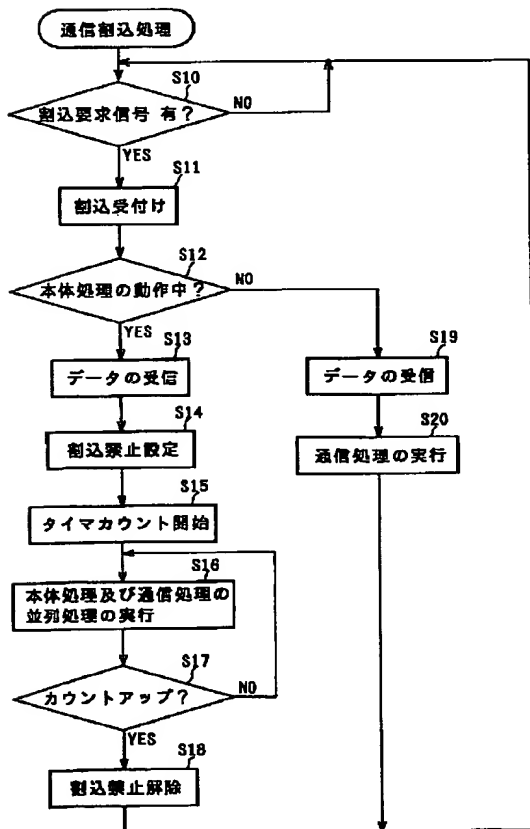 通信割込処理
S10
割込要求信号 有?
NO
YES
S11
割込受付け
S12
本体処理の動作中?
NO
YES
S13
データの受信
S14
割込禁止設定
S15
タイマカウント開始
S16
本体処理及び通信処理の
並列処理の実行
S17
カウントアップ?
NO
YES
S18
割込禁止解除
S19
データの受信
S20
通信処理の実行